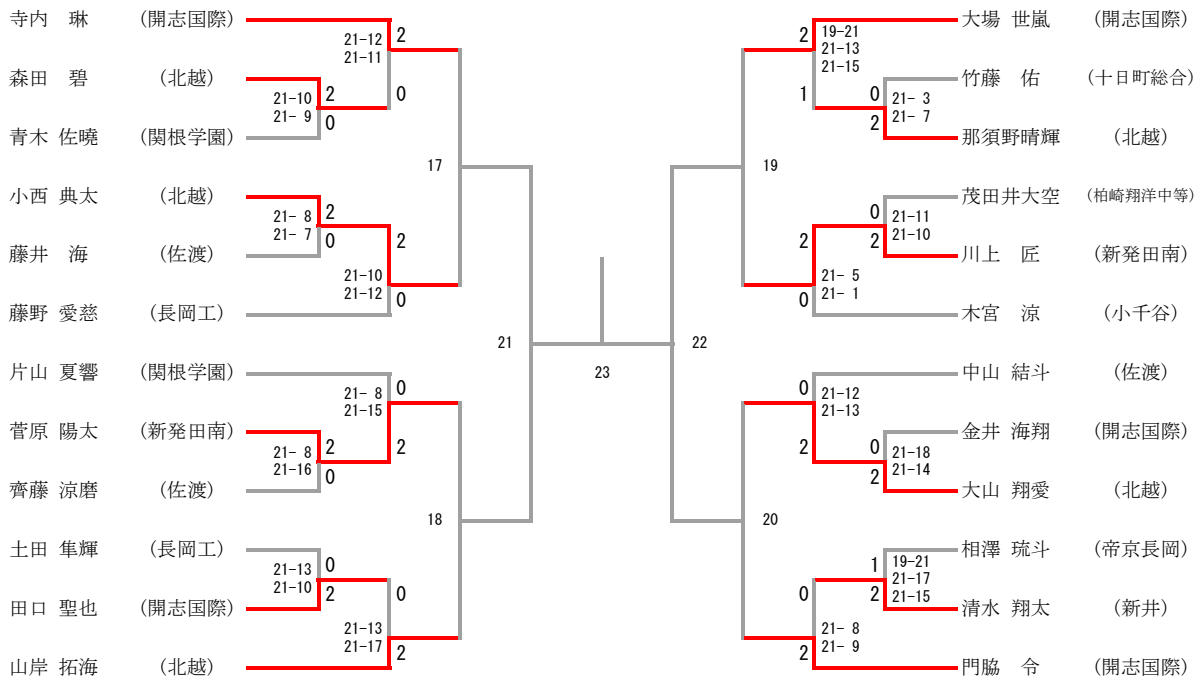 寺内　琳　(開志国際)
森田　碧　(北越)
青木 佐曉　(関根学園)
小西 典太　(北越)
藤井　海　(佐渡)
藤野 愛慈　(長岡工)
片山 夏響　(関根学園)
菅原 陽太　(新発田南)
齊藤 涼磨　(佐渡)
土田 隼輝　(長岡工)
田口 聖也　(開志国際)
山岸 拓海　(北越)
21-12 2
21-11
0
21-10 2
21- 9 0
21- 8 2
21- 7 0
2
21-10
21-12 0
21- 8 0
21-15
2
21- 8 2
21-16 0
21-13 0
21-10 2
0
21-13
21-17 2
17
18
21
23
22
19
20
2 19-21
21-13
21-15
1
0 21- 3
2 21- 7
0 21-11
2 21-10
2
21- 5
0 21- 1
0 21-12
21-13
2
0 21-18
2 21-14
1 19-21
2 21-17
21-15
0
21- 8
2 21- 9
大場 世嵐　(開志国際)
竹藤　佑　(十日町総合)
那須野晴輝　(北越)
茂田井大空　(柏崎翔洋中等)
川上　匠　(新発田南)
木宮　涼　(小千谷)
中山 結斗　(佐渡)
金井 海翔　(開志国際)
大山 翔愛　(北越)
相澤 琉斗　(帝京長岡)
清水 翔太　(新井)
門脇　令　(開志国際)